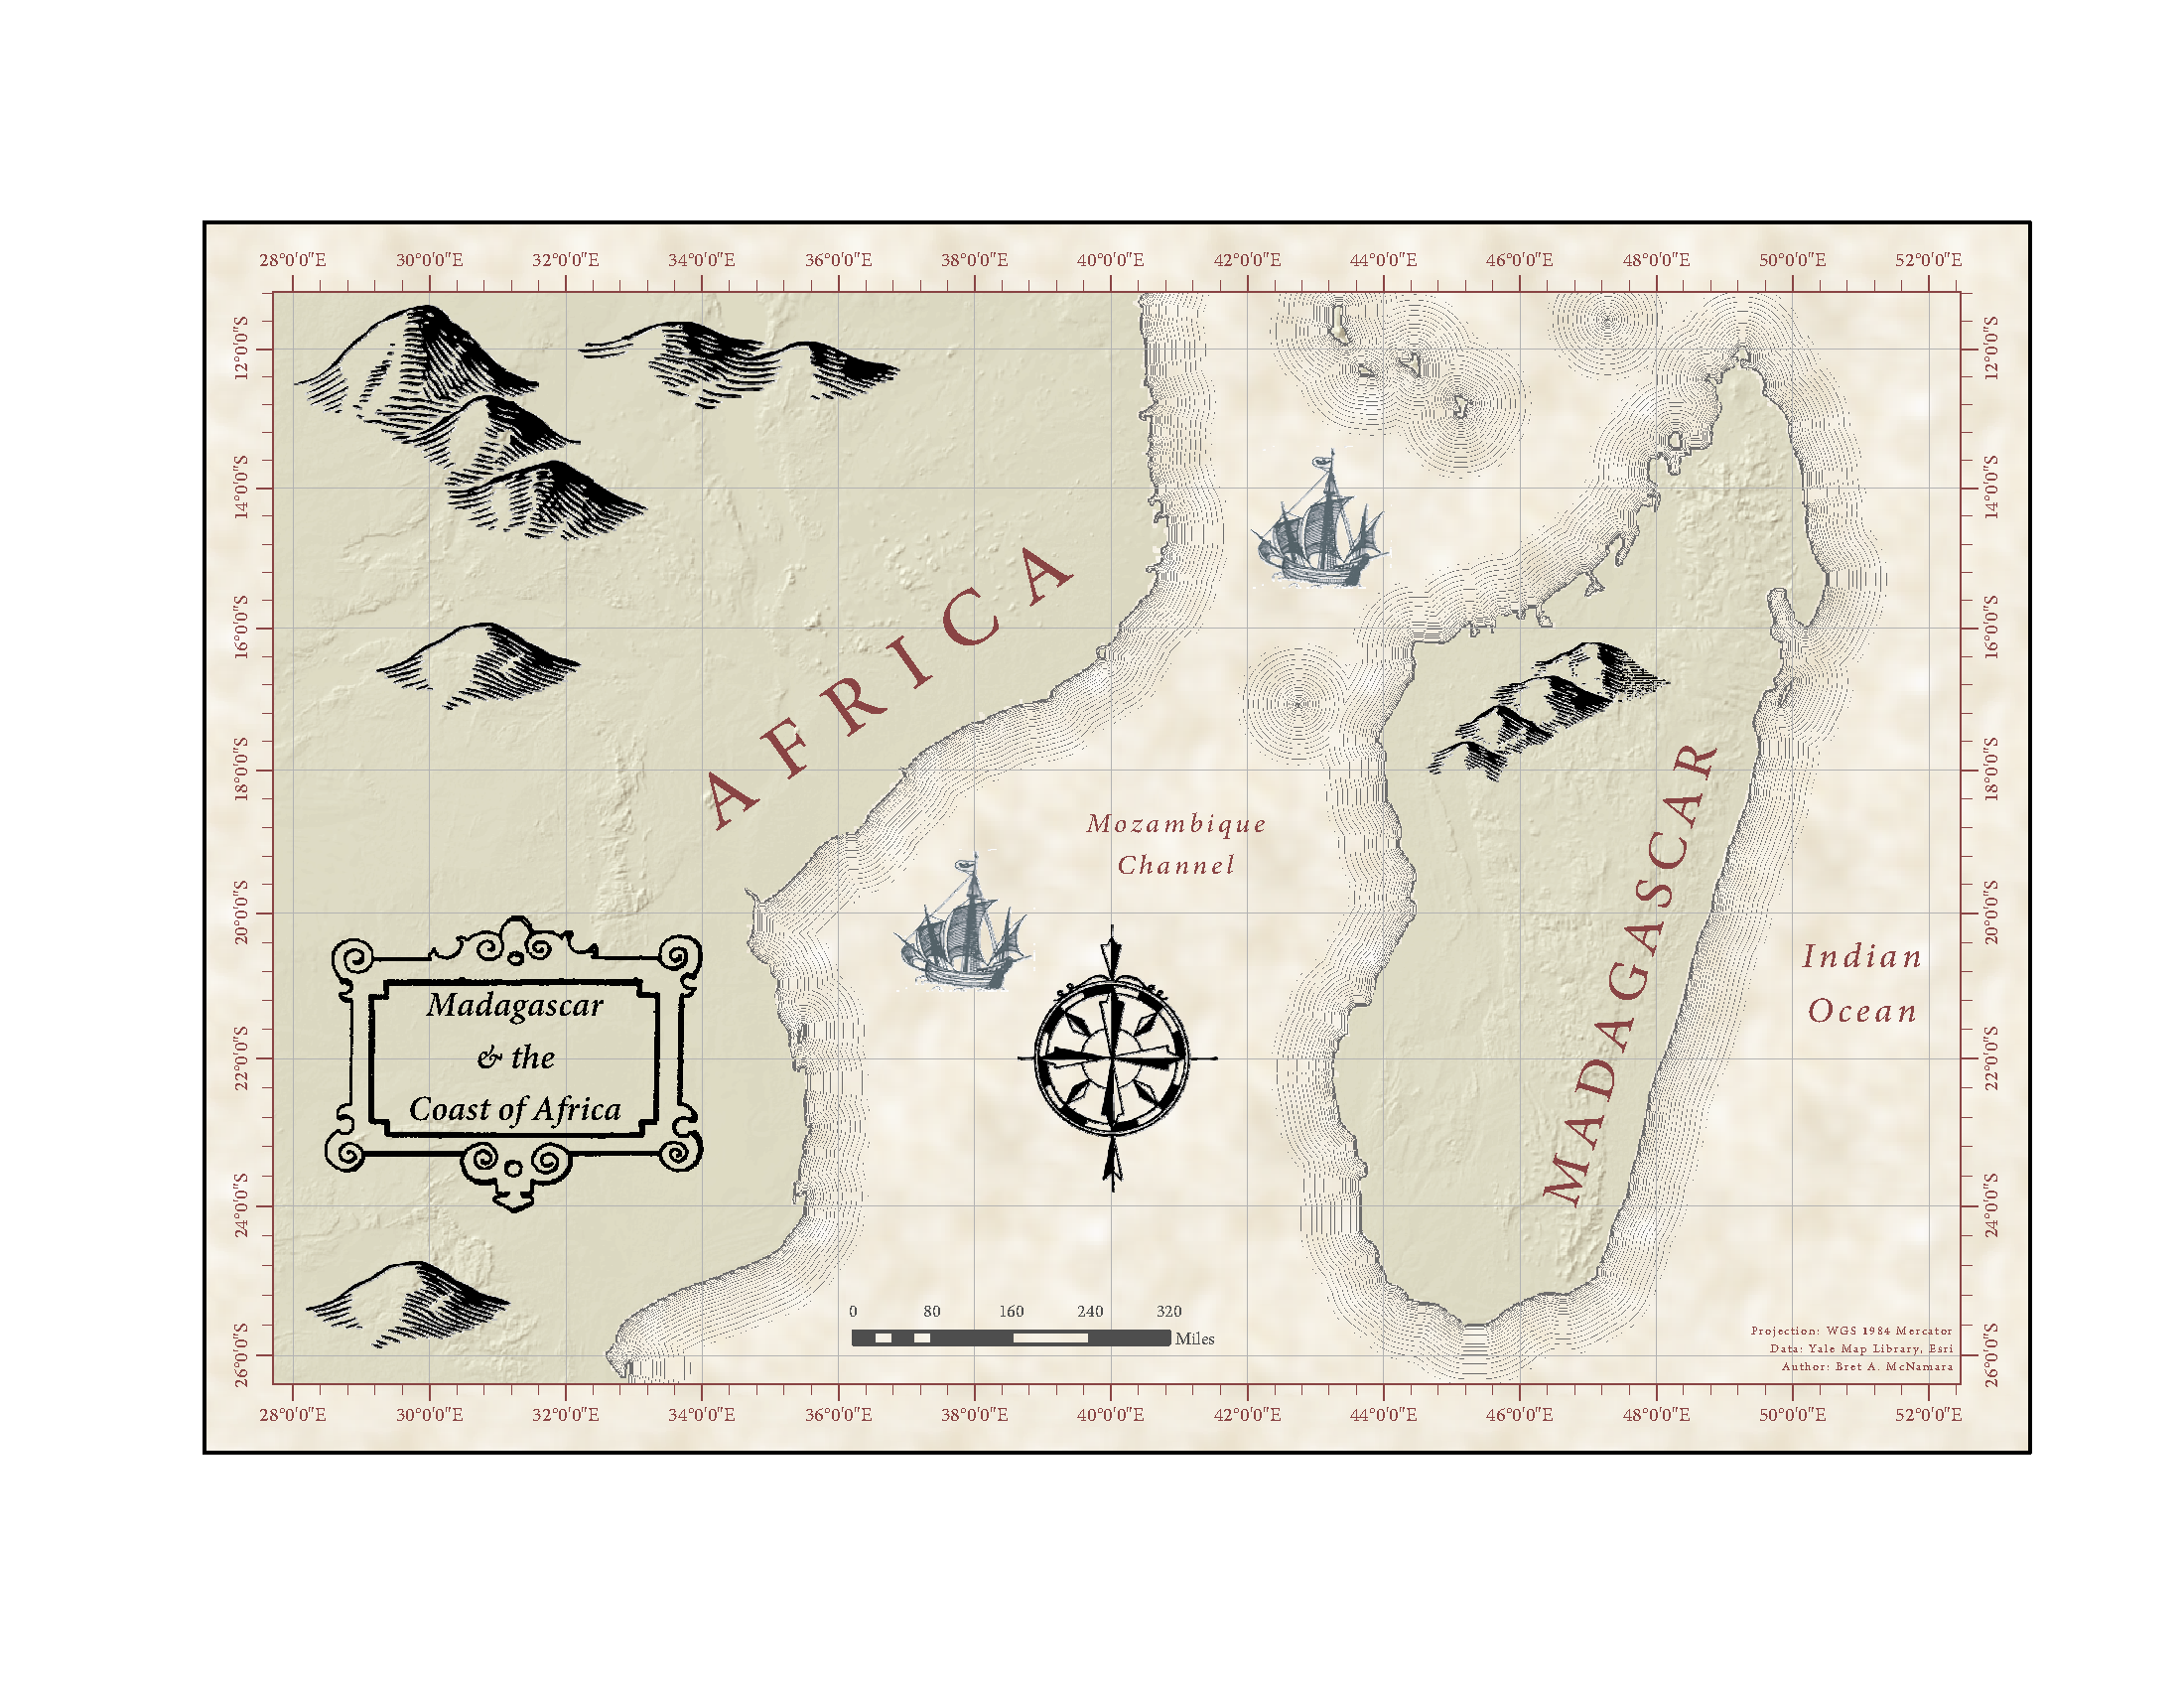 28°0'0"E 30°0'0"E 32°0'0"E 34°0'0"E 36°0'0"E 38°0'0"E 40°0'0"E 42°0'0"E 44°0'0"E 46°0'0"E 48°0'0"E 50°0'0"E 52°0'0"E
12°0'0"S
14°0'0"S
16°0'0"S
18°0'0"S
20°0'0"S
22°0'0"S
24°0'0"S
26°0'0"S
AFRICA
Mozambique
Channel
MADAGASCAR
Indian
Ocean
Madagascar
& the
Coast of Africa
0 80 160 240 320
Miles
Projection: WGS 1984 Mercator
Data: Yale Map Library, Esri
Author: Bret A. McNamara
12°0'0"S
14°0'0"S
16°0'0"S
18°0'0"S
20°0'0"S
22°0'0"S
24°0'0"S
26°0'0"S
28°0'0"E 30°0'0"E 32°0'0"E 34°0'0"E 36°0'0"E 38°0'0"E 40°0'0"E 42°0'0"E 44°0'0"E 46°0'0"E 48°0'0"E 50°0'0"E 52°0'0"E